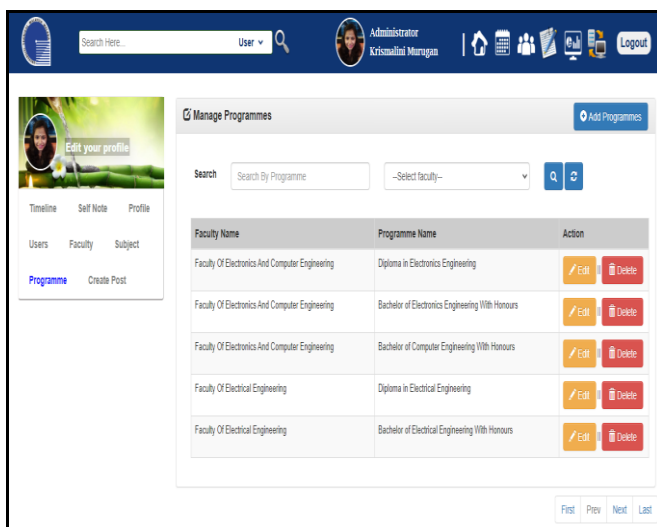 Search Here...
User
Administrator
Krismalini Murugan
Logout
Edit your profile
Timeline Self Note Profile
Users Faculty Subject
Programme Create Post
Manage Programmes
Add Programmes
Search
Search By Programme
--Select faculty--
Faculty Name Programme Name Action
Faculty Of Electronics And Computer Engineering Diploma in Electronics Engineering Edit || Delete
Faculty Of Electronics And Computer Engineering Bachelor of Electronics Engineering With Honours Edit || Delete
Faculty Of Electronics And Computer Engineering Bachelor of Computer Engineering With Honours Edit || Delete
Faculty Of Electrical Engineering Diploma in Electrical Engineering Edit || Delete
Faculty Of Electrical Engineering Bachelor of Electrical Engineering With Honours Edit || Delete
First Prev Next Last